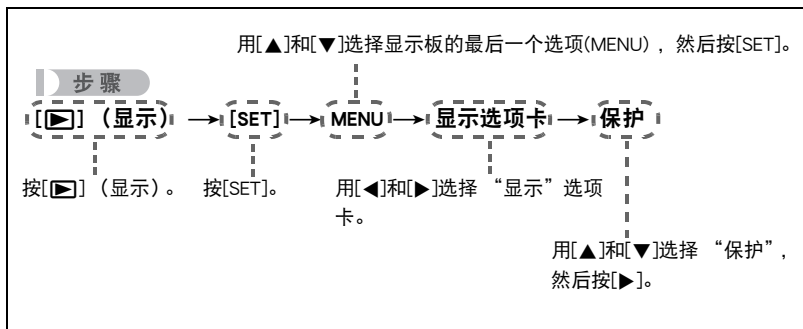 用[▲]和[▼]选择显示板的最后一个选项(MENU) , 然后按[SET]。
步骤
[▶] (显示) → [SET] → MENU → 显示选项卡 → 保护
按[▶] (显示) 。 按[SET]。 用[◀]和[▶]选择 “显示” 选项
卡。
用[▲]和[▼]选择 “保护” ,
然后按[▶]。